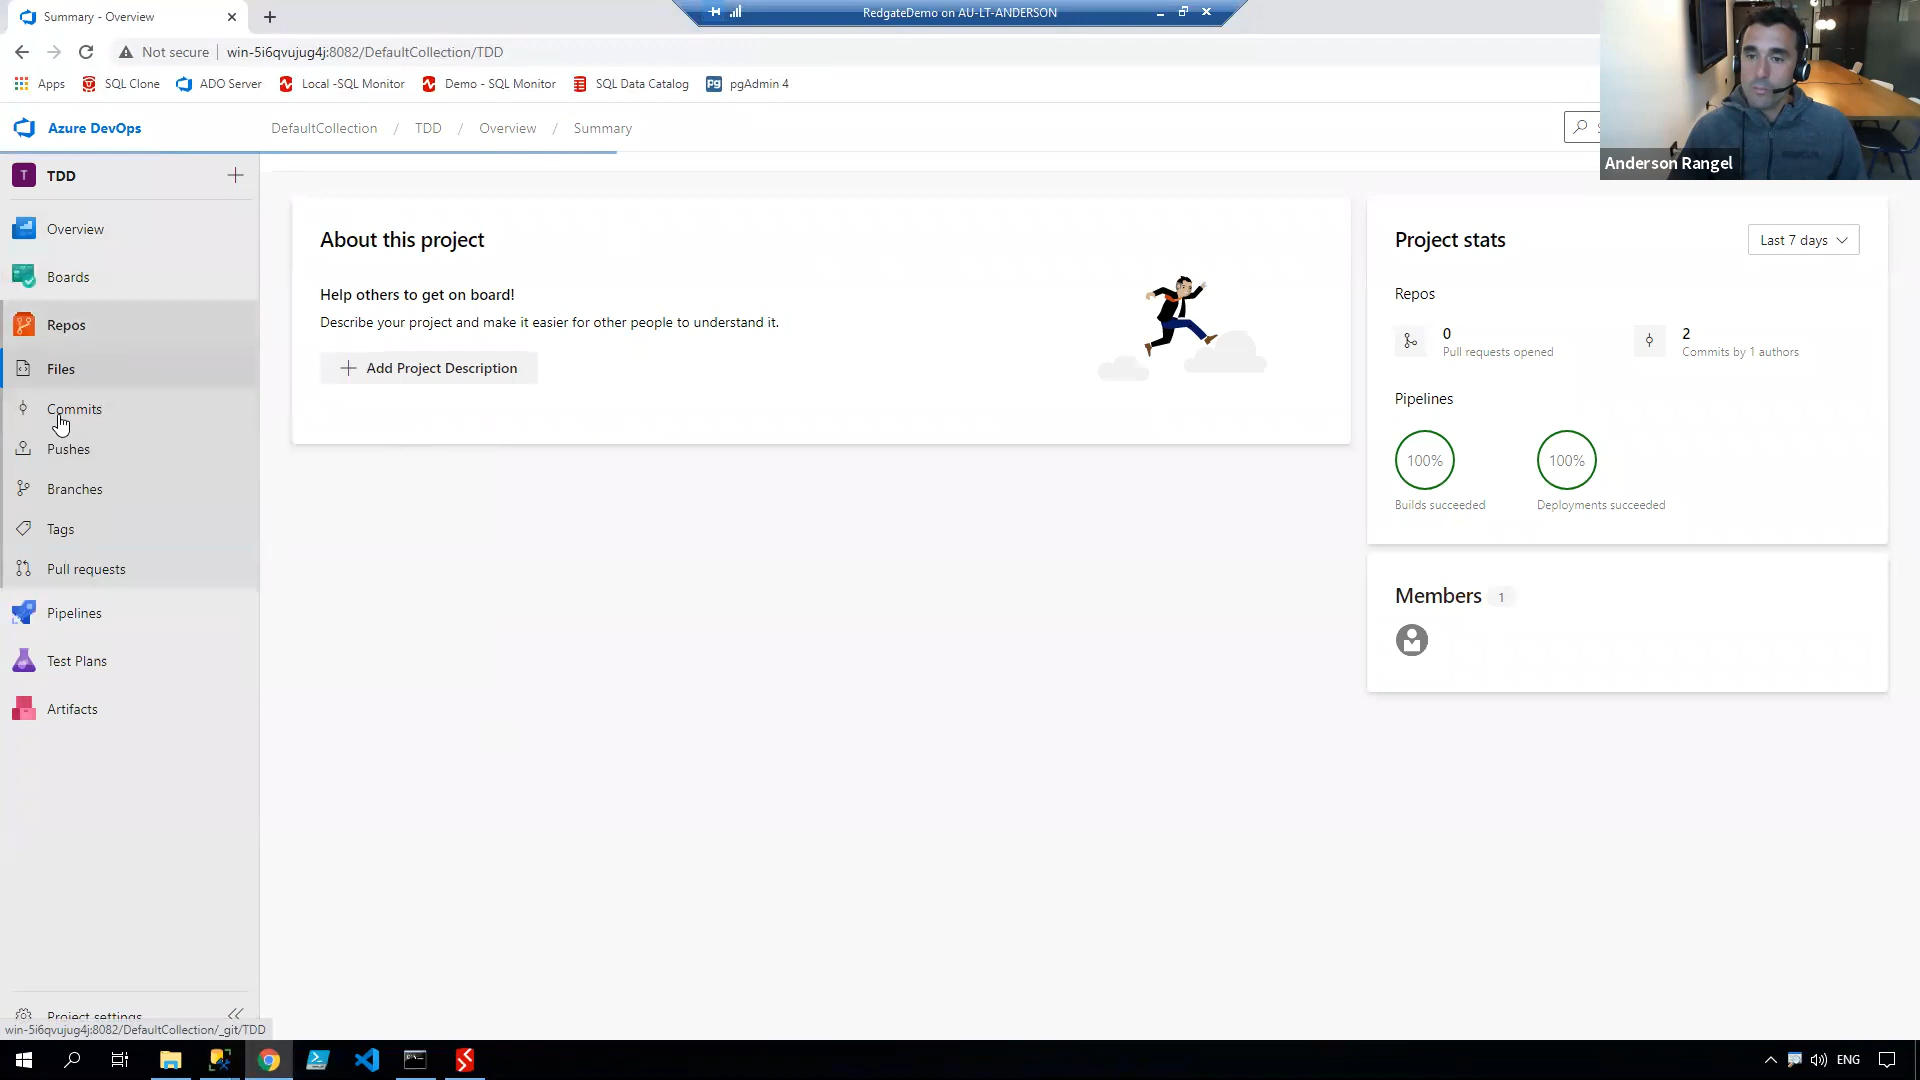 Summary - Overview
RedgateDemo on AU-LT-ANDERSON
Not secure
win-5i6qvujug4j:8082/DefaultCollection/TDD
Apps
SQL Clone
ADO Server
Local -SQL Monitor
Demo - SQL Monitor
SQL Data Catalog
pgAdmin 4
Azure DevOps
DefaultCollection / TDD / Overview / Summary
Anderson Rangel
T
TDD
Overview
Boards
Repos
Files
Commits
Pushes
Branches
Tags
Pull requests
Pipelines
Test Plans
Artifacts
Project settings
win-5i6qvujug4j:8082/DefaultCollection/_git/TDD
About this project
Help others to get on board!
Describe your project and make it easier for other people to understand it.
Add Project Description
Project stats
Last 7 days
Repos
0
Pull requests opened
2
Commits by 1 authors
Pipelines
100%
Builds succeeded
100%
Deployments succeeded
Members 1
ENG